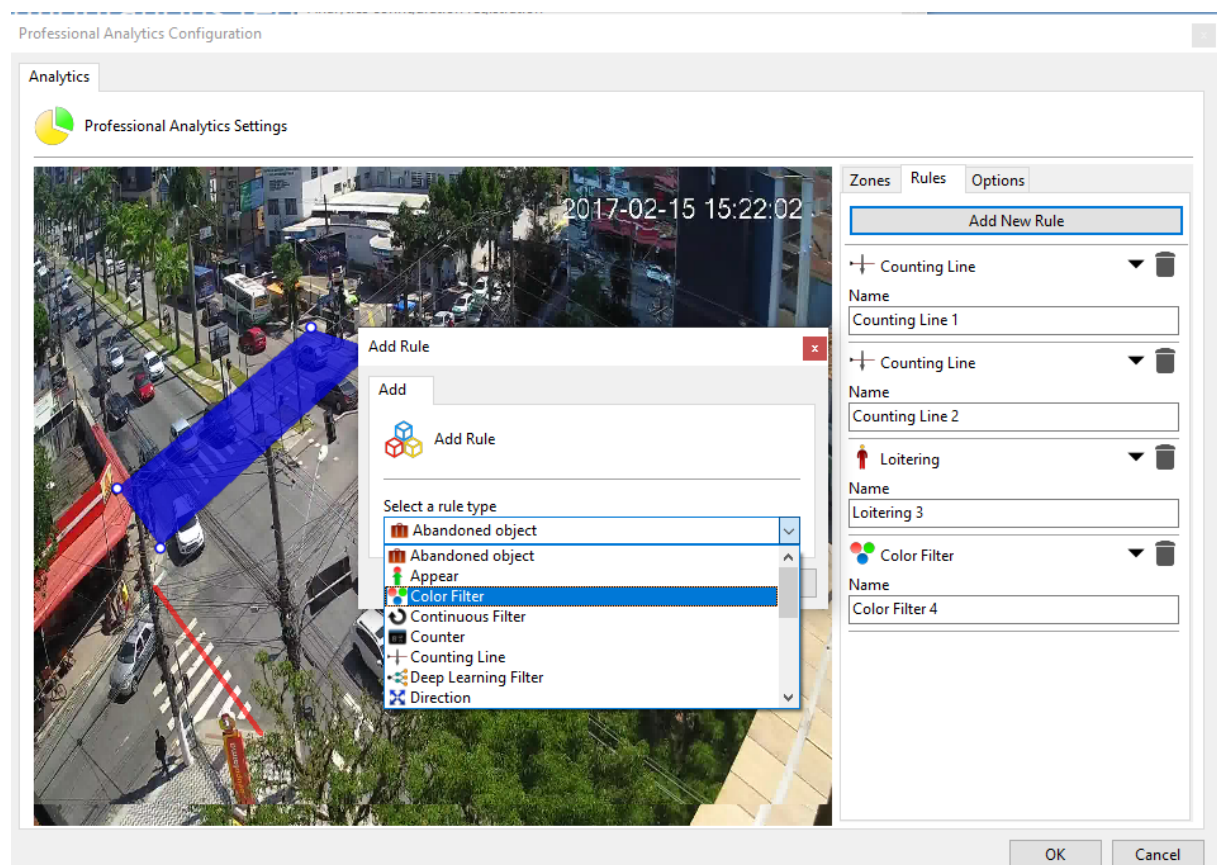 Professional Analytics Configuration
x
Analytics
Professional Analytics Settings
2017-02-15 15:22:02
Zones Rules Options
Add New Rule
Counting Line
Name
Counting Line 1
Counting Line
Name
Counting Line 2
Loitering
Name
Loitering 3
Color Filter
Name
Color Filter 4
Add Rule
x
Add
Add Rule
Select a rule type
Abandoned object
Abandoned object
Appear
Color Filter
Continuous Filter
Counter
Counting Line
Deep Learning Filter
Direction
OK Cancel